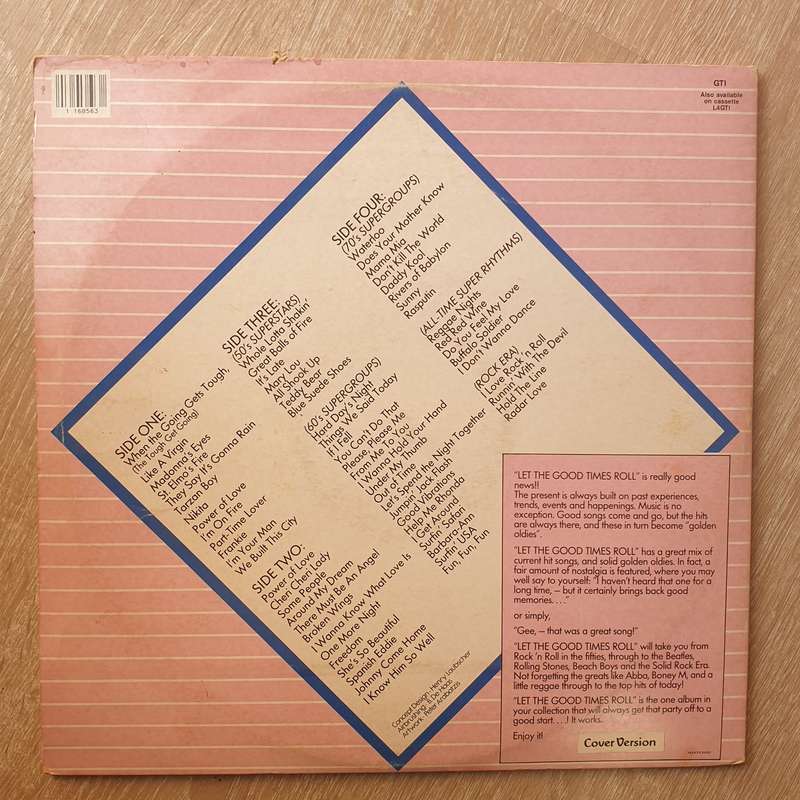 1 168563
GT1
Also available
on cassette
L4GT1
SIDE ONE:
When the Going Gets Tough,
(The Tough Get Going)
Like A Virgin
Madonna's Eyes
St. Elmo's Fire
They Say It's Gonna Rain
Tarzan Boy
Nikita
Power of Love
I'm On Fire
Part-Time Lover
Frankie
I'm Your Man
We Built This City
SIDE TWO:
Power of Love
Cheri Cheri Lady
Some People
Around My Dream
There Must Be An Angel
Broken Wings
I Wanna Know What Love Is
One More Night
Freedom
She's So Beautiful
Spanish Eddie
Johnny Come Home
I Know Him So Well
SIDE THREE:
(50's SUPERSTARS)
Whole Lotta Shakin'
Great Balls of Fire
It's Late
Mary Lou
All Shook Up
Teddy Bear
Blue Suede Shoes
(60's SUPERGROUPS)
Hard Day's Night
Things We Said Today
If I Fell
You Can't Do That
Please Please Me
From Me To You
I Wanna Hold Your Hand
Under My Thumb
Out of Time
Let's Spend the Night Together
Jumpin' Jack Flash
Good Vibrations
Help Me Rhonda
I Get Around
Surfin' Safari
Barbara-Ann
Surfin' USA
Fun, Fun, Fun
SIDE FOUR:
(70's SUPERGROUPS)
Waterloo
Does Your Mother Know
Mama Mia
Don't Kill The World
Daddy Kool
Rivers of Babylon
Sunny
Rasputin
(ALL-TIME SUPER RHYTHMS)
Reggae Nights
Red Red Wine
Do You Feel My Love
Buffalo Soldier
I Don't Wanna Dance
(ROCK ERA)
I Love Rock 'n Roll
Runnin' With The Devil
Hold The Line
Radar Love
Concept Design - Henry Laubscher
Airbrushing - Jo De Haas
Artwork - Peter Arabatzis
"LET THE GOOD TIMES ROLL" is really good
news!!
The present is always built on past experiences,
trends, events and happenings. Music is no
exception. Good songs come and go, but the hits
are always there, and these in turn become "golden
oldies".
"LET THE GOOD TIMES ROLL" has a great mix of
current hit songs, and solid golden oldies. In fact, a
fair amount of nostalgia is featured, where you may
well say to yourself: "I haven't heard that one for a
long time, – but it certainly brings back good
memories. . . ."
or simply,
"Gee, – that was a great song!"
"LET THE GOOD TIMES ROLL" will take you from
Rock 'n Roll in the fifties, through to the Beatles,
Rolling Stones, Beach Boys and the Solid Rock Era.
Not forgetting the greats like Abba, Boney M, and a
little reggae through to the top hits of today!
"LET THE GOOD TIMES ROLL" is the one album in
your collection that will always get that party off to a
good start. . . .! It works.
Enjoy it!
Cover Version